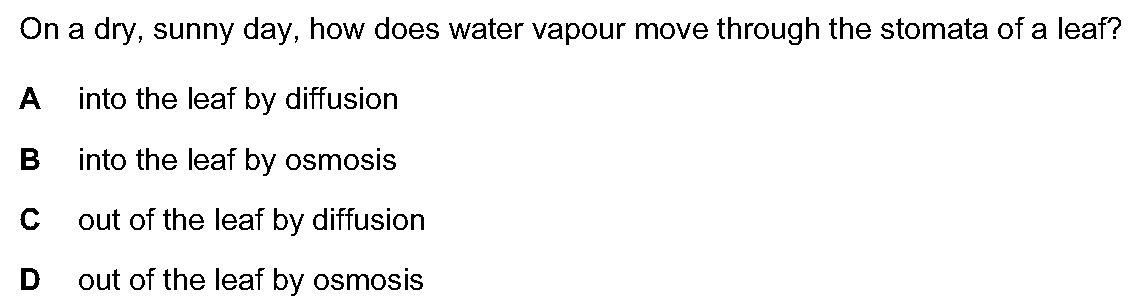 On a dry, sunny day, how does water vapour move through the stomata of a leaf?
A into the leaf by diffusion
B into the leaf by osmosis
C out of the leaf by diffusion
D out of the leaf by osmosis